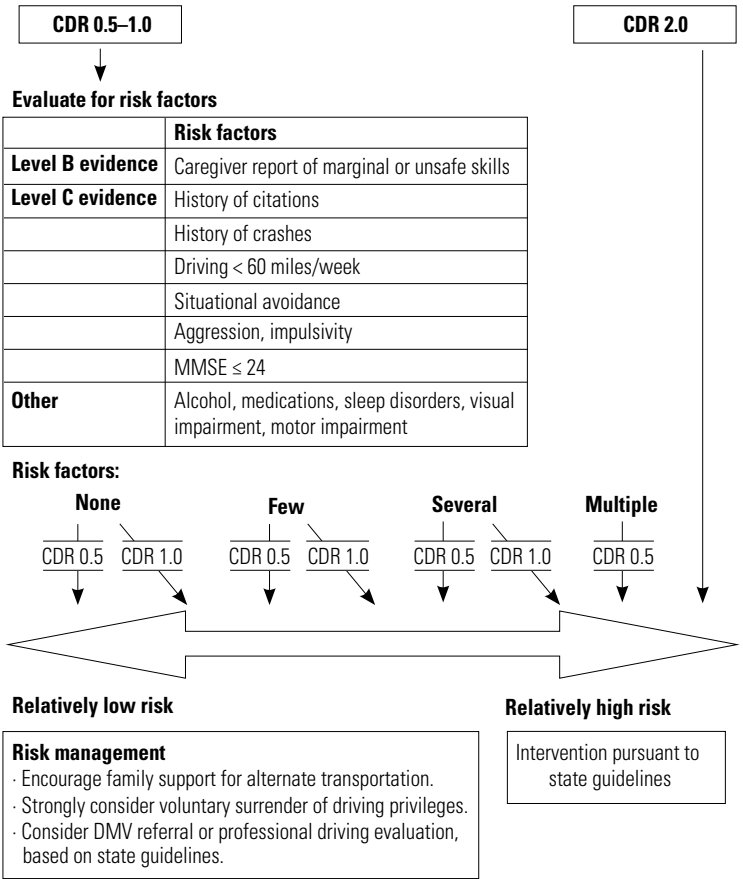 CDR 0.5–1.0
CDR 2.0
Evaluate for risk factors
Risk factors
Level B evidence Caregiver report of marginal or unsafe skills
Level C evidence History of citations
History of crashes
Driving < 60 miles/week
Situational avoidance
Aggression, impulsivity
MMSE ≤ 24
Other Alcohol, medications, sleep disorders, visual
impairment, motor impairment
Risk factors:
None Few Several Multiple
CDR 0.5 CDR 1.0 CDR 0.5 CDR 1.0 CDR 0.5 CDR 1.0 CDR 0.5
Relatively low risk
Relatively high risk
Risk management
· Encourage family support for alternate transportation.
· Strongly consider voluntary surrender of driving privileges.
· Consider DMV referral or professional driving evaluation,
based on state guidelines.
Intervention pursuant to
state guidelines